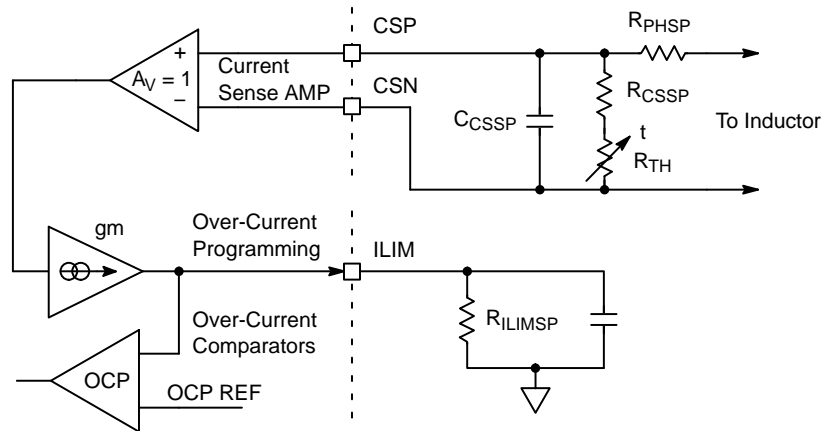 CSP
R_PHSP
+
A_V = 1
−
Current
Sense AMP
CSN
C_CSSP
R_CSSP
t
R_TH
To Inductor
gm
Over-Current
Programming
ILIM
R_ILIMSP
Over-Current
Comparators
OCP
OCP REF